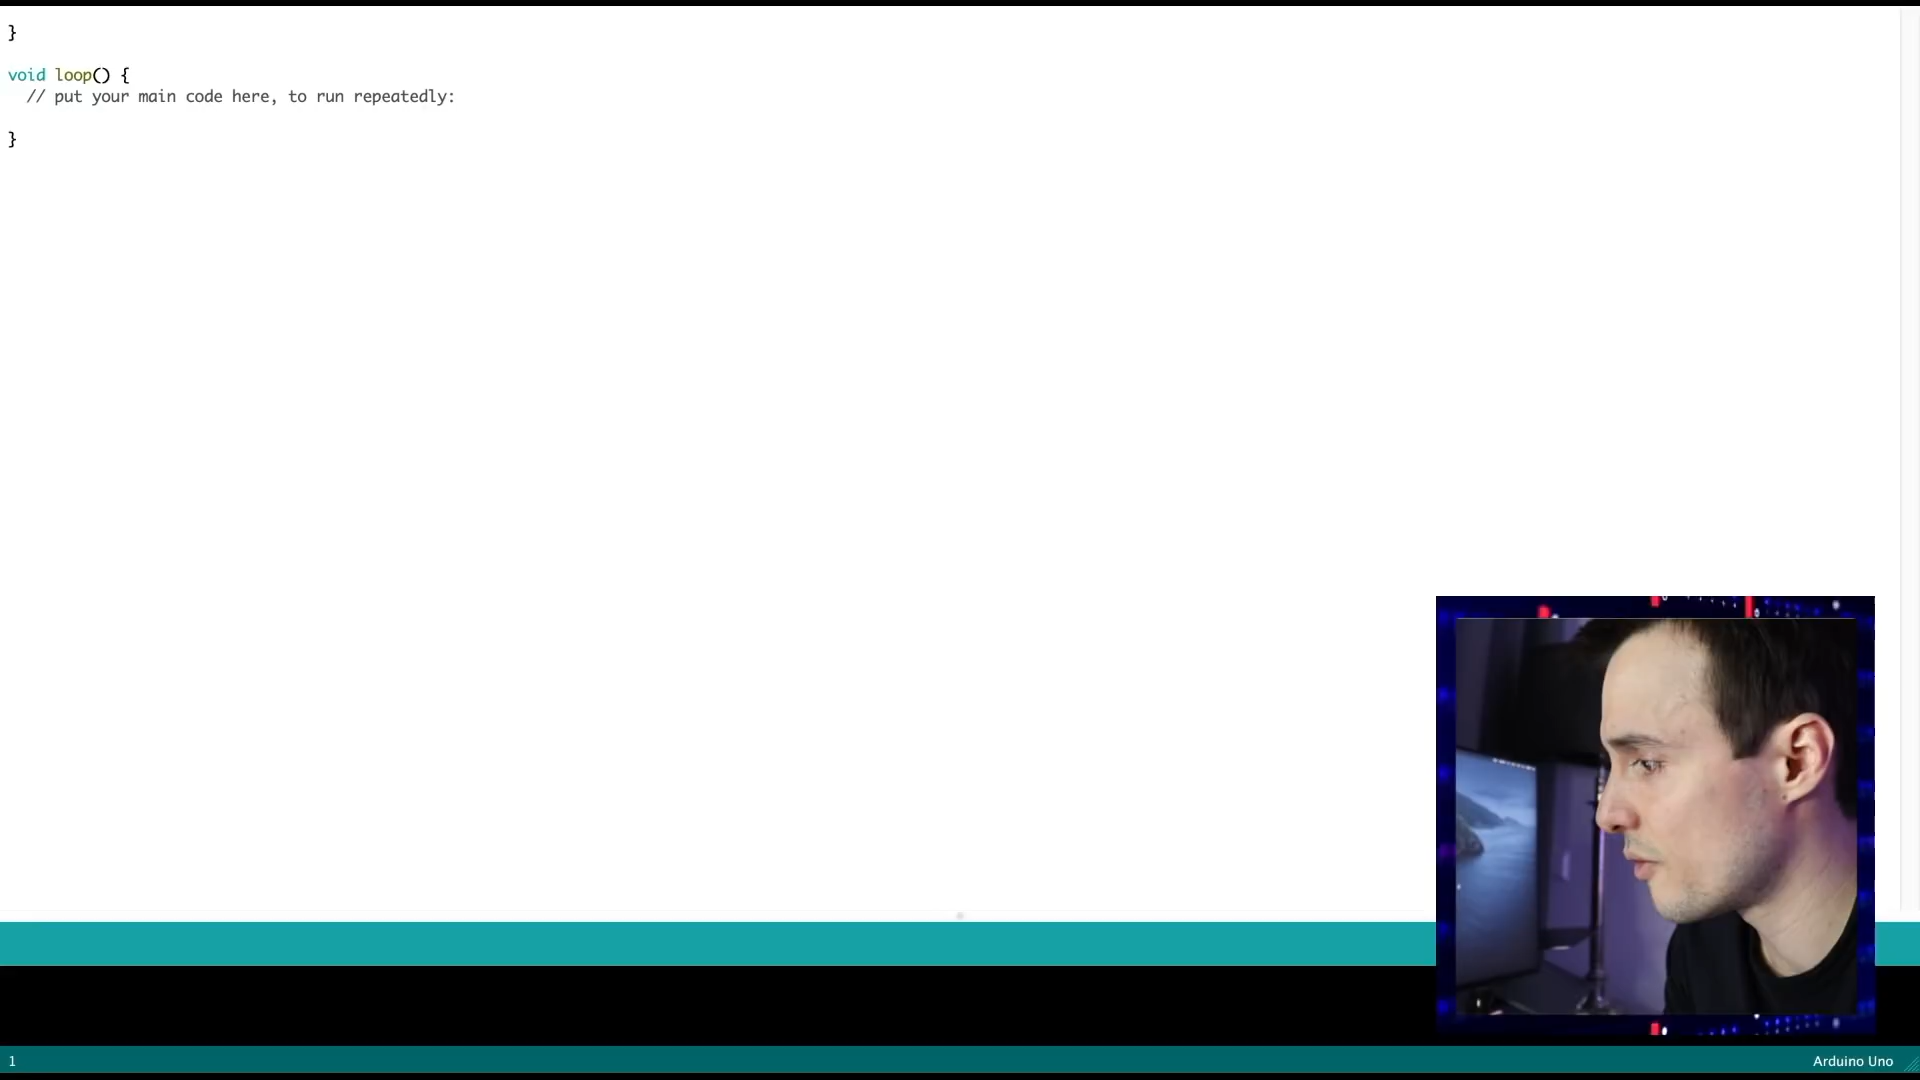 }
void loop() {
// put your main code here, to run repeatedly:
}
1
Arduino Uno